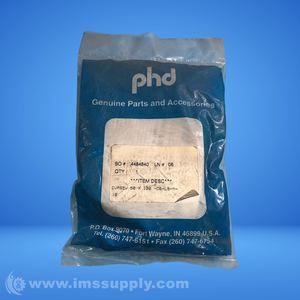 phd
Genuine Parts and Accessories
SO # : 4484840 LN # : 06
QTY : 1
***ITEM DESC***
P.O. Box 9070 • Fort Wayne, IN 46899 U.S.A.
Tel (260) 747-6151 • Fax (260) 747-6754
www.imssupply.com